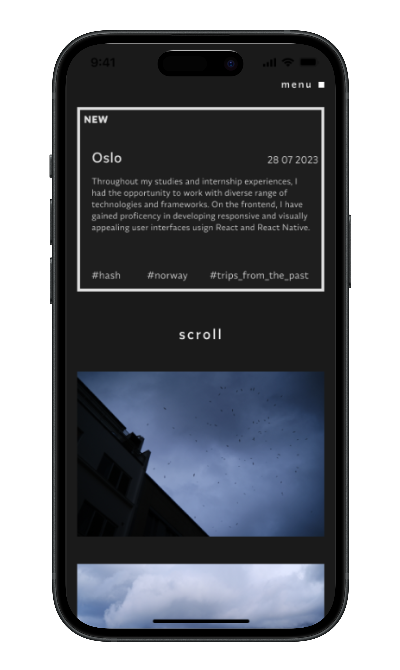 9:41
menu
NEW
Oslo
28 07 2023
Throughout my studies and internship experiences, I
had the opportunity to work with diverse range of
technologies and frameworks. On the frontend, I have
gained proficency in developing responsive and visually
appealing user interfaces usign React and React Native.
#hash #norway #trips_from_the_past
scroll